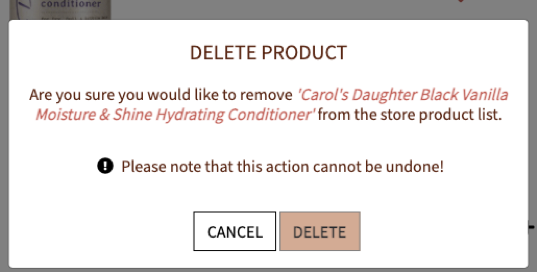 conditioner
DELETE PRODUCT
Are you sure you would like to remove 'Carol's Daughter Black Vanilla
Moisture & Shine Hydrating Conditioner' from the store product list.
Please note that this action cannot be undone!
CANCEL DELETE